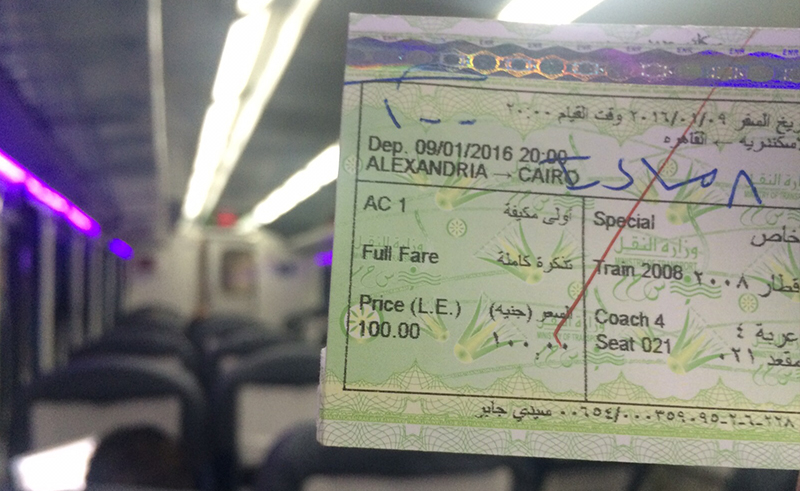 تاريخ السفر ٢٠١٦/٠١/٠٩ وقت القيام ٢٠:٠٠
الاسكندريه ← القاهره
Dep. 09/01/2016 20:00
ALEXANDRIA → CAIRO
AC 1 اولى مكيفة
Special خاص
Full Fare تذكرة كاملة
Train 2008 قطار ٢٠٠٨
Price (L.E.) السعر (جنيه)
100.00 ١٠٠.٠٠
Coach 4 عربة ٤
Seat 021 مقعد ٠٢١
سيدي جابر